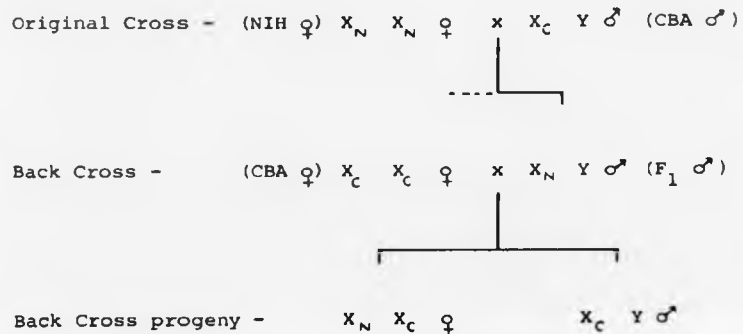 Original Cross - (NIH ♀) X_N X_N ♀ x X_C Y ♂ (CBA ♂)
Back Cross - (CBA ♀) X_C X_C ♀ x X_N Y ♂ (F_1 ♂)
Back Cross progeny - X_N X_C ♀ X_C Y ♂